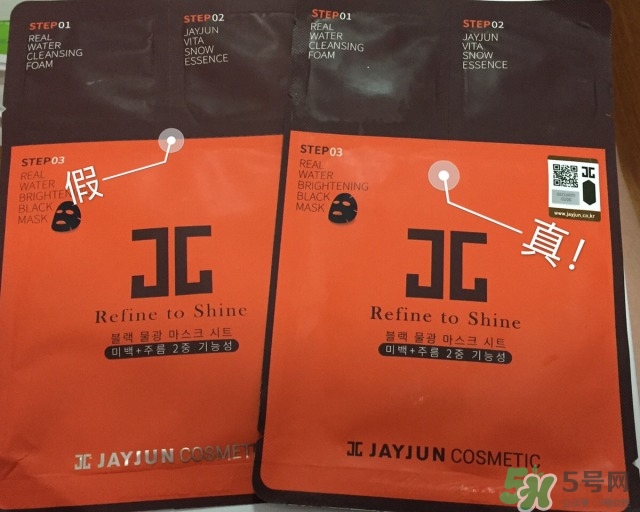 STEP01
REAL
WATER
CLEANSING
FOAM
STEP02
JAYJUN
VITA
SNOW
ESSENCE
STEP03
REAL
WATER
BRIGHTEN
BLACK
MASK
假
Refine to Shine
블랙 물광 마스크 시트
미백+주름 2중 기능성
JAYJUN COSMETIC
STEP01
REAL
WATER
CLEANSING
FOAM
STEP02
JAYJUN
VITA
SNOW
ESSENCE
STEP03
REAL
WATER
BRIGHTENING
BLACK
MASK
www.jayjun.co.kr
真!
Refine to Shine
블랙 물광 마스크 시트
미백+주름 2중 기능성
JAYJUN COSMETIC
5号网